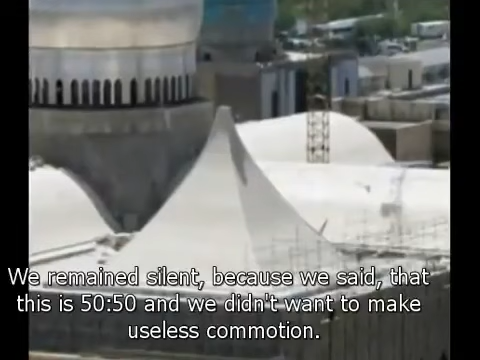 We remained silent, because we said, that
this is 50:50 and we didn't want to make
useless commotion.